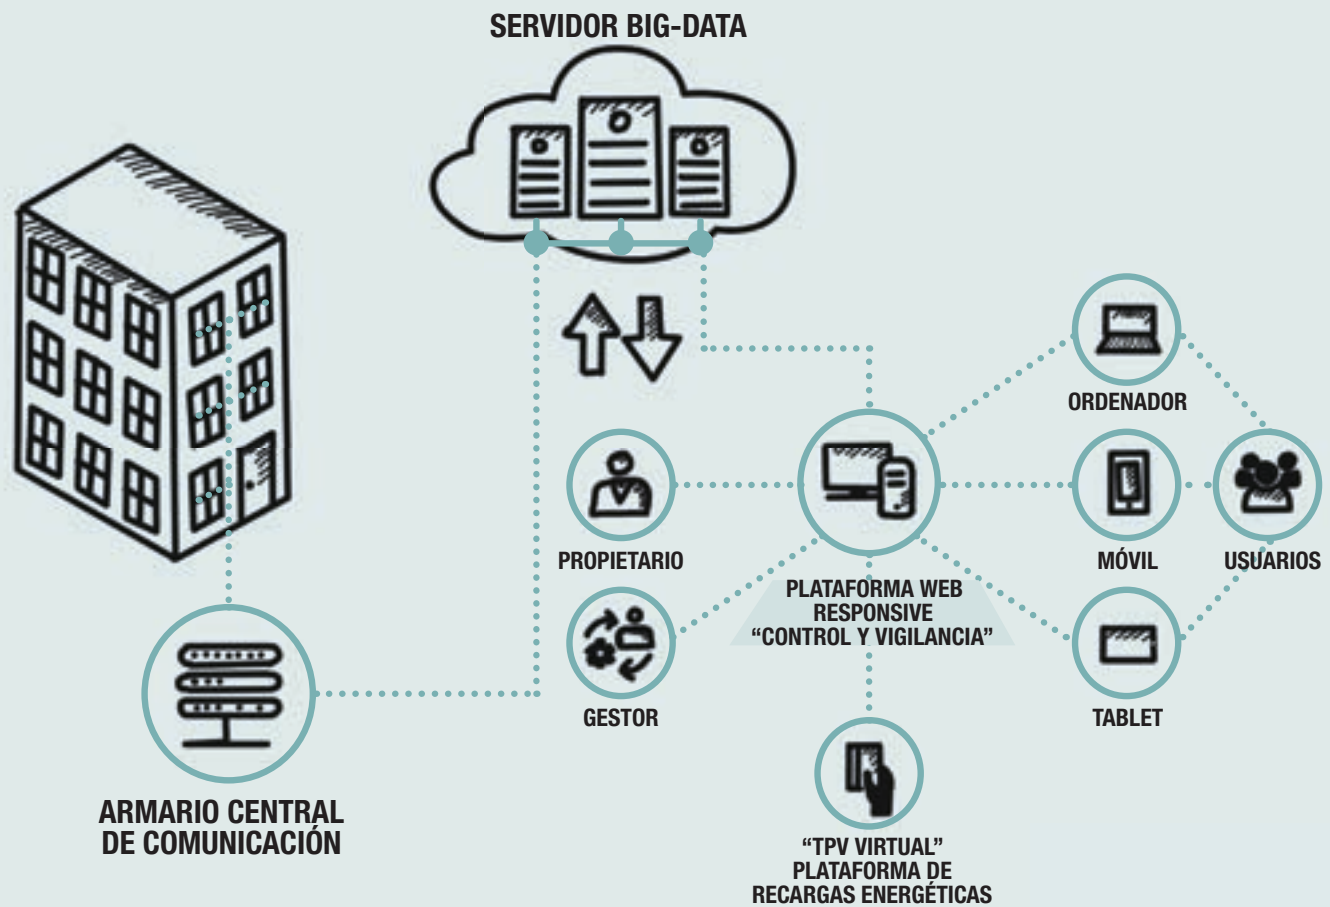 SERVIDOR BIG-DATA
ORDENADOR
PROPIETARIO
MÓVIL
USUARIOS
PLATAFORMA WEB
RESPONSIVE
“CONTROL Y VIGILANCIA”
GESTOR
TABLET
ARMARIO CENTRAL
DE COMUNICACIÓN
“TPV VIRTUAL”
PLATAFORMA DE
RECARGAS ENERGÉTICAS